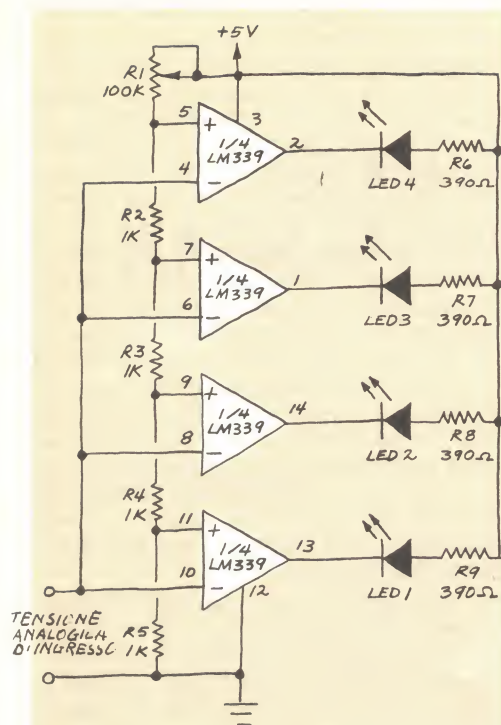 +5V
R1
100K
5
+
3
1/4
LM339
2
4
−
LED 4
R6
390Ω
R2
1K
7
+
1/4
LM339
1
6
−
LED 3
R7
390Ω
R3
1K
9
+
1/4
LM339
14
8
−
LED 2
R8
390Ω
R4
1K
11
+
1/4
LM339
13
10
−
12
LED 1
R9
390Ω
TENSIONE
ANALOGICA
D'INGRESSO
R5
1K